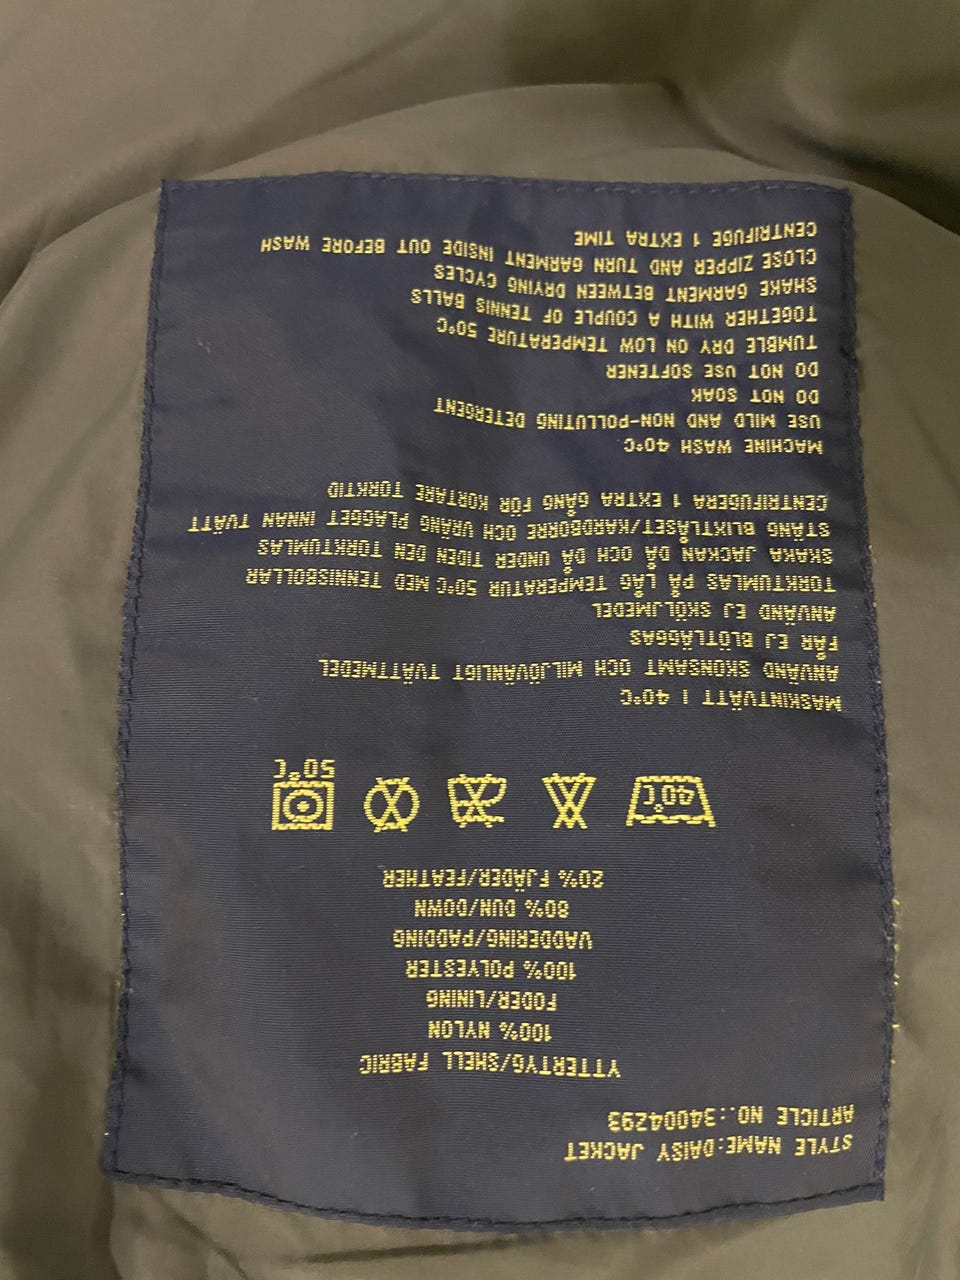 STYLE NAME:DAISY JACKET
ARTICLE NO.:34004293
YTTERTYG/SHELL FABRIC
100% NYLON
FODER/LINING
100% POLYESTER
VADDERING/PADDING
80% DUN/DOWN
20% FJÄDER/FEATHER
40°C
50°C
MASKINTVÄTT I 40°C
ANVÄND SKONSAMT OCH MILJÖVÄNLIGT TVÄTTMEDEL
FÅR EJ BLÖTLÄGGAS
ANVÄND EJ SKÖLJMEDEL
TORKTUMLAS PÅ LÅG TEMPERATUR 50°C MED TENNISBOLLAR
SKAKA JACKAN DÅ OCH DÅ UNDER TIDEN DEN TORKTUMLAS
STÄNG BLIXTLÅSET/KARDBORRE OCH VRÄNG PLAGGET INNAN TVÄTT
CENTRIFUGERA 1 EXTRA GÅNG FÖR KORTARE TORKTID
MACHINE WASH 40°C
USE MILD AND NON-POLLUTING DETERGENT
DO NOT SOAK
DO NOT USE SOFTENER
TUMBLE DRY ON LOW TEMPERATURE 50°C
TOGETHER WITH A COUPLE OF TENNIS BALLS
SHAKE GARMENT BETWEEN DRYING CYCLES
CLOSE ZIPPER AND TURN GARMENT INSIDE OUT BEFORE WASH
CENTRIFUGE 1 EXTRA TIME